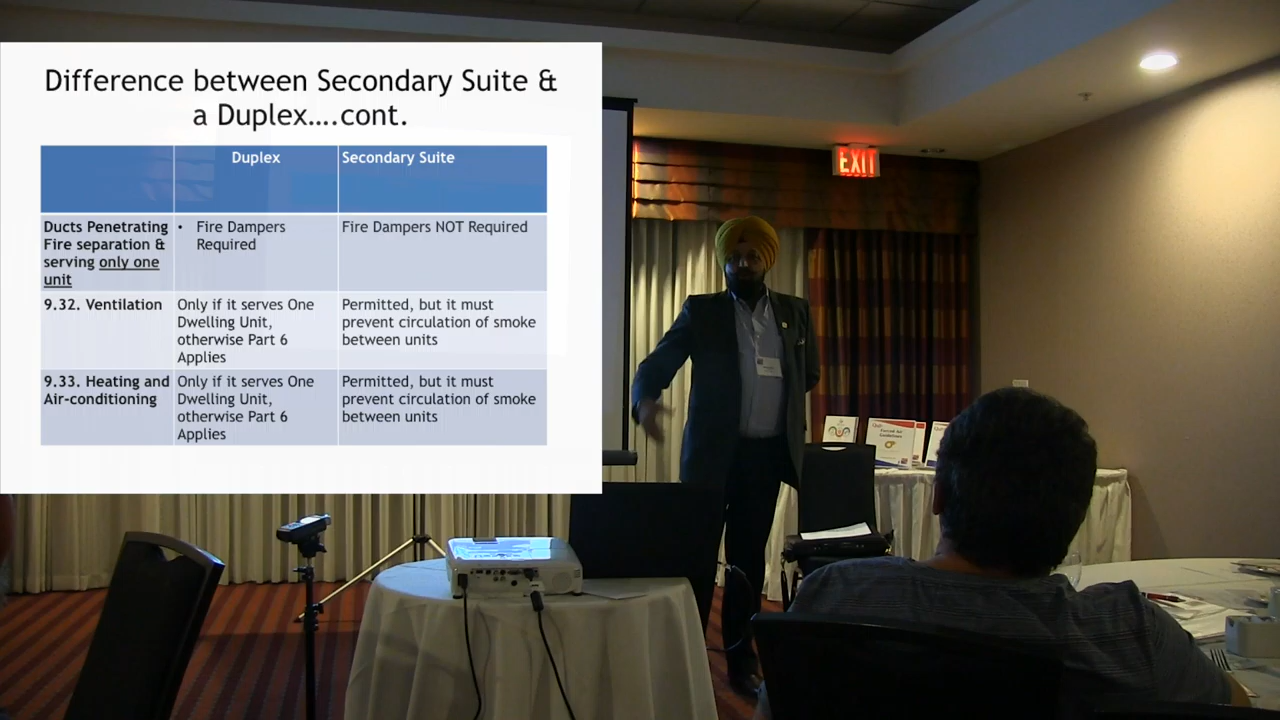 Difference between Secondary Suite &
a Duplex….cont.
Duplex
Secondary Suite
Ducts Penetrating
Fire separation &
serving only one
unit
• Fire Dampers
Required
Fire Dampers NOT Required
9.32. Ventilation
Only if it serves One
Dwelling Unit,
otherwise Part 6
Applies
Permitted, but it must
prevent circulation of smoke
between units
9.33. Heating and
Air-conditioning
Only if it serves One
Dwelling Unit,
otherwise Part 6
Applies
Permitted, but it must
prevent circulation of smoke
between units
EXIT
Forced Air
Guidelines